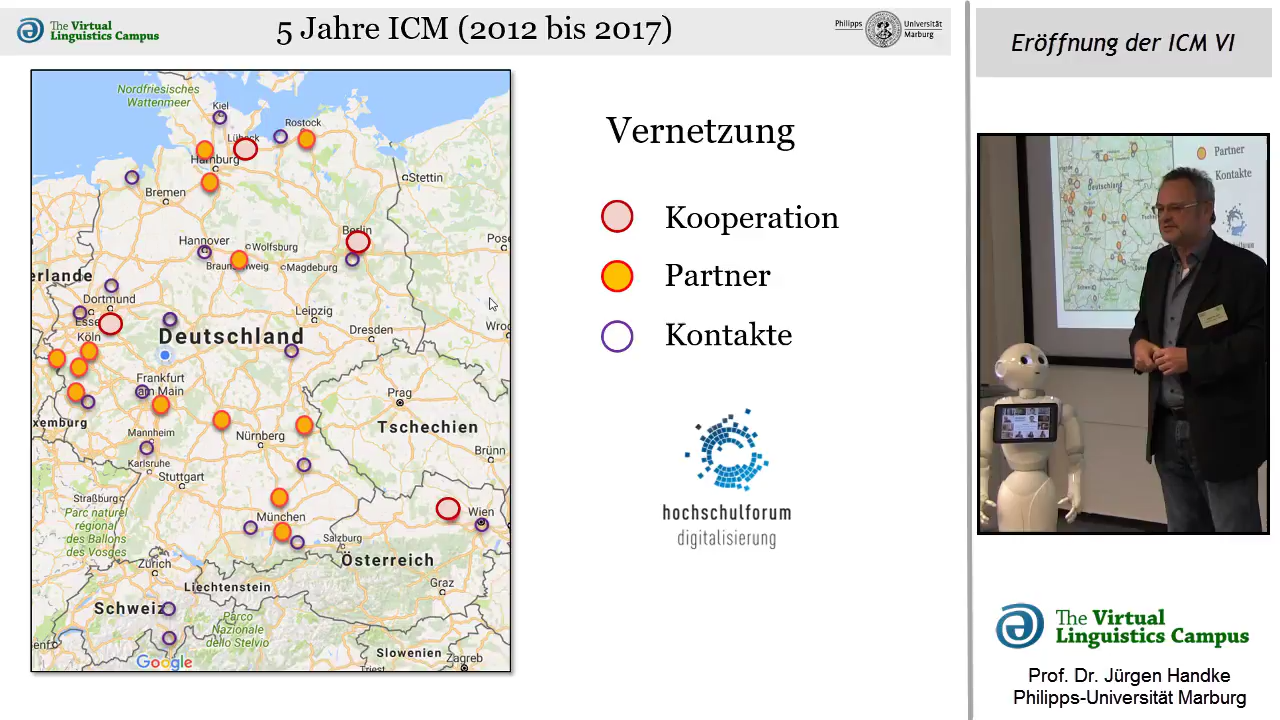 The Virtual
Linguistics Campus
5 Jahre ICM (2012 bis 2017)
Philipps
Universität
Marburg
Eröffnung der ICM VI
Nordfriesisches
Wattenmeer
Kiel
Rostock
Lübeck
Hamburg
Stettin
Bremen
Berlin
Hannover
Wolfsburg
Pose
Braunschweig
Magdeburg
erlande
Dortmund
Esse
Leipzig
Wroc
Deutschland
Dresden
Köln
Frankfurt
am Main
Prag
xemburg
Tschechien
Mannheim
Nürnberg
Brünn
Karlsruhe
Stuttgart
Straßburg
Parc naturel
régional
des Ballons
des Vosges
Wien
München
Salzburg
Österreich
Zürich
Liechtenstein
Graz
Schweiz
Parco
Nazionale
dello Stelvio
Slowenien
Zagreb
Triest
Google
Vernetzung
Kooperation
Partner
Kontakte
hochschulforum
digitalisierung
Partner
Kontakte
Deutschland
The Virtual
Linguistics Campus
Prof. Dr. Jürgen Handke
Philipps-Universität Marburg